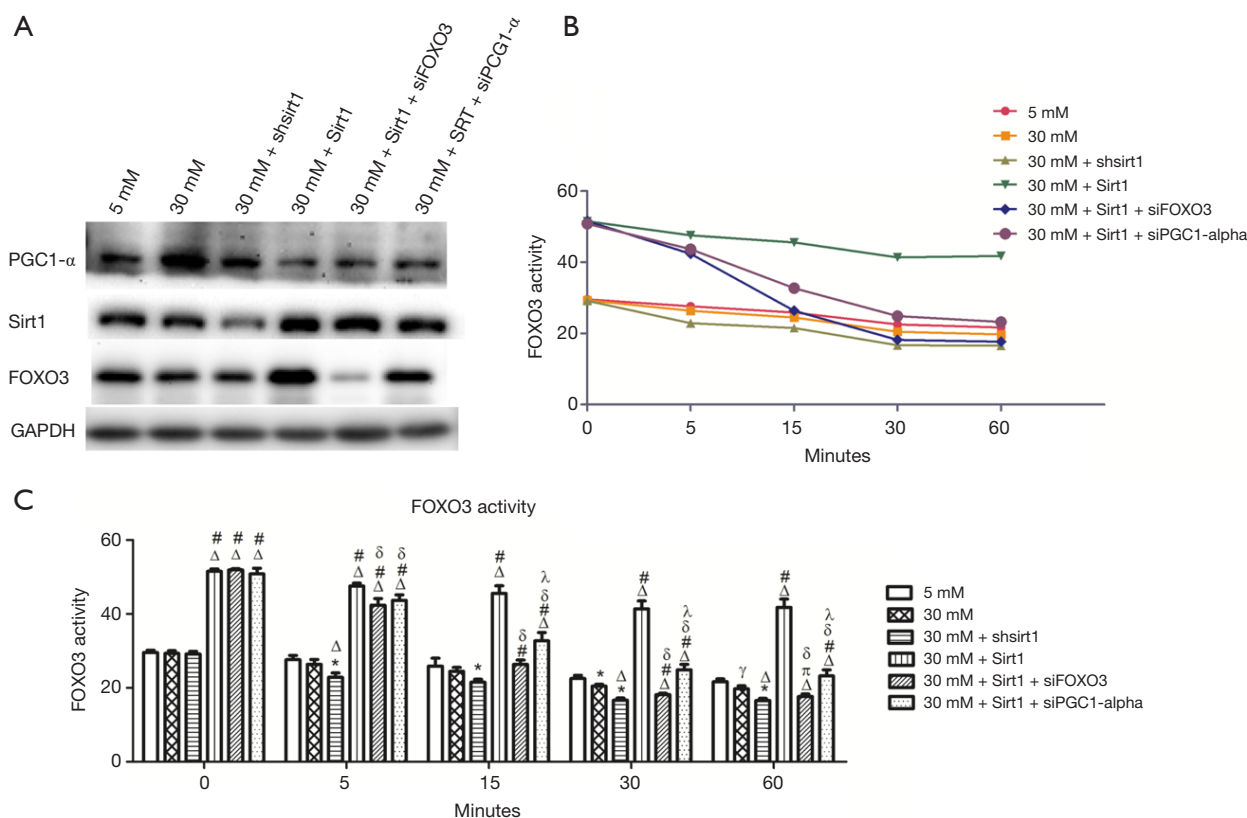 A
5 mM
30 mM
30 mM + shsirt1
30 mM + Sirt1
30 mM + Sirt1 + siFOXO3
30 mM + SRT + siPCG1-α
PGC1-α
Sirt1
FOXO3
GAPDH
B
5 mM
30 mM
30 mM + shsirt1
30 mM + Sirt1
30 mM + Sirt1 + siFOXO3
30 mM + Sirt1 + siPGC1-alpha
FOXO3 activity
60
40
20
0
0 5 15 30 60
Minutes
C
FOXO3 activity
FOXO3 activity
60
40
20
0
# # #
Δ Δ Δ
Δ
*
#
Δ
δ
#
Δ
δ
#
Δ
*
#
Δ
δ
#
λ
δ
#
Δ
*
Δ
*
#
Δ
δ
#
Δ
λ
δ
#
Δ
γ
Δ
*
#
Δ
δ
π
Δ
λ
δ
#
Δ
0 5 15 30 60
Minutes
5 mM
30 mM
30 mM + shsirt1
30 mM + Sirt1
30 mM + Sirt1 + siFOXO3
30 mM + Sirt1 + siPGC1-alpha